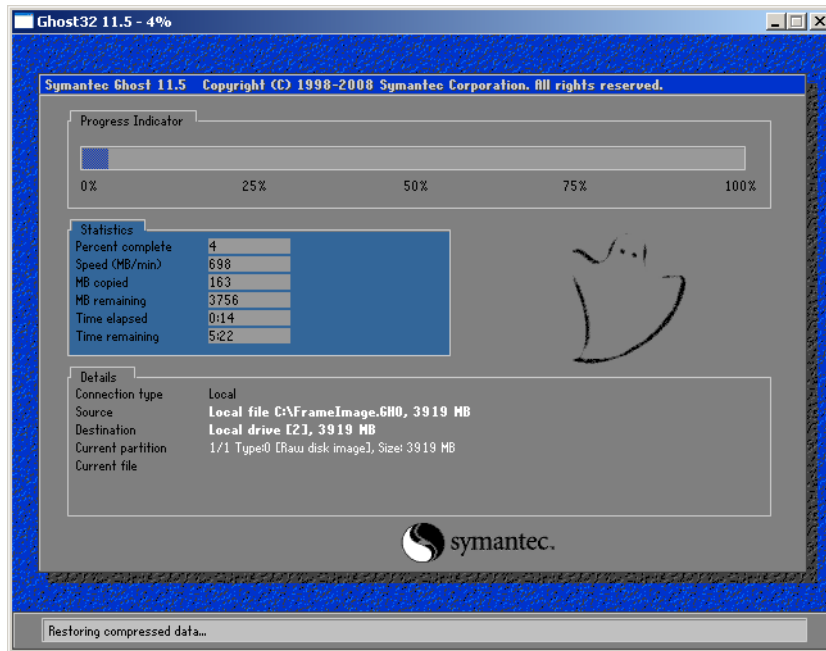 Ghost32 11.5 - 4%
Symantec Ghost 11.5 Copyright (C) 1998-2008 Symantec Corporation. All rights reserved.
Progress Indicator
0% 25% 50% 75% 100%
Statistics
Percent complete 4
Speed (MB/min) 698
MB copied 163
MB remaining 3756
Time elapsed 0:14
Time remaining 5:22
Details
Connection type Local
Source Local file C:\FrameImage.GHO, 3919 MB
Destination Local drive [2], 3919 MB
Current partition 1/1 Type:0 [Raw disk image], Size: 3919 MB
Current file
symantec.
Restoring compressed data...